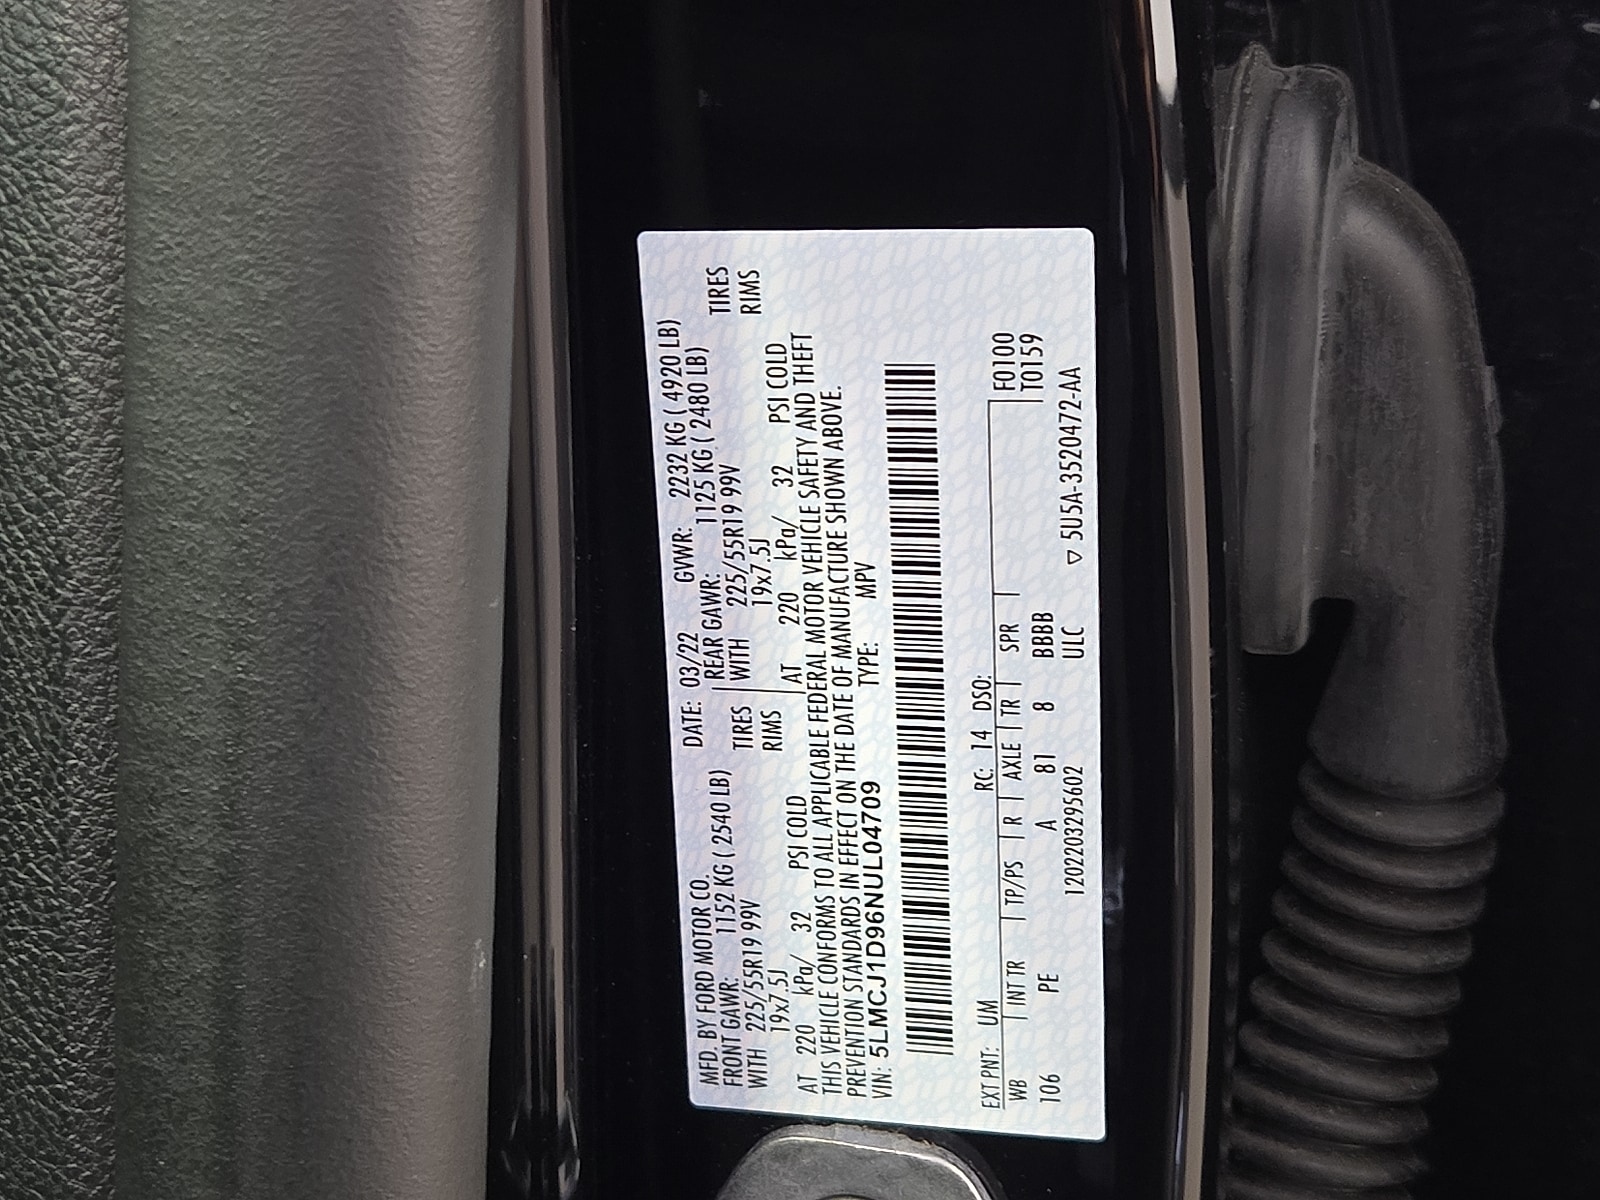 MFD. BY FORD MOTOR CO. DATE: 03/22 GVWR: 2232 KG ( 4920 LB)
FRONT GAWR: 1152 KG ( 2540 LB) REAR GAWR: 1125 KG ( 2480 LB)
WITH 225/55R19 99V TIRES WITH 225/55R19 99V TIRES
19x7.5J RIMS 19x7.5J RIMS
AT 220 kPa/ 32 PSI COLD AT 220 kPa/ 32 PSI COLD
THIS VEHICLE CONFORMS TO ALL APPLICABLE FEDERAL MOTOR VEHICLE SAFETY AND THEFT
PREVENTION STANDARDS IN EFFECT ON THE DATE OF MANUFACTURE SHOWN ABOVE.
VIN: 5LMCJ1D96NUL04709 TYPE: MPV
EXT PNT: UM RC: 14 DSO: F0100
WB INT TR TP/PS R AXLE TR SPR T0159
106 PE A 81 8 BBBB
1202203295602 ULC ▽ 5U5A-3520472-AA